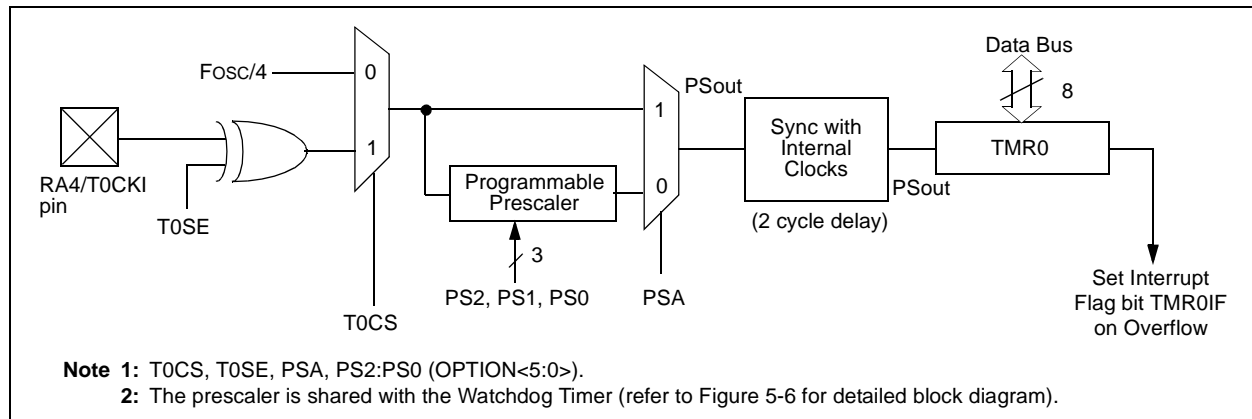 Data Bus
8
FOSC/4
0
1
RA4/T0CKI
pin
T0SE
T0CS
Programmable
Prescaler
3
PS2, PS1, PS0
1
0
PSA
PSout
Sync with
Internal
Clocks
(2 cycle delay)
PSout
TMR0
Set Interrupt
Flag bit TMR0IF
on Overflow
Note 1: T0CS, T0SE, PSA, PS2:PS0 (OPTION<5:0>).
2: The prescaler is shared with the Watchdog Timer (refer to Figure 5-6 for detailed block diagram).